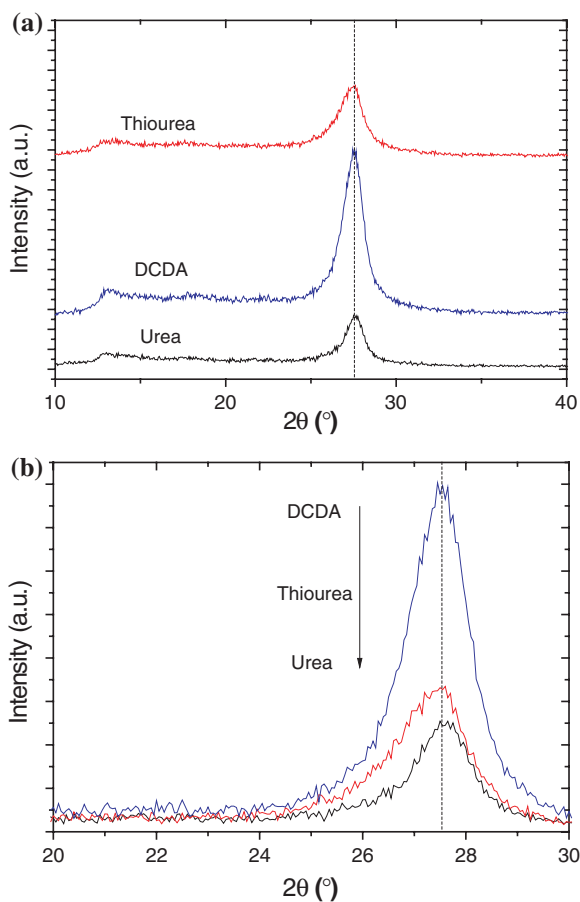 (a)
Intensity (a.u.)
Thiourea
DCDA
Urea
10 20 30 40
2θ (°)
(b)
Intensity (a.u.)
DCDA
Thiourea
Urea
20 22 24 26 28 30
2θ (°)